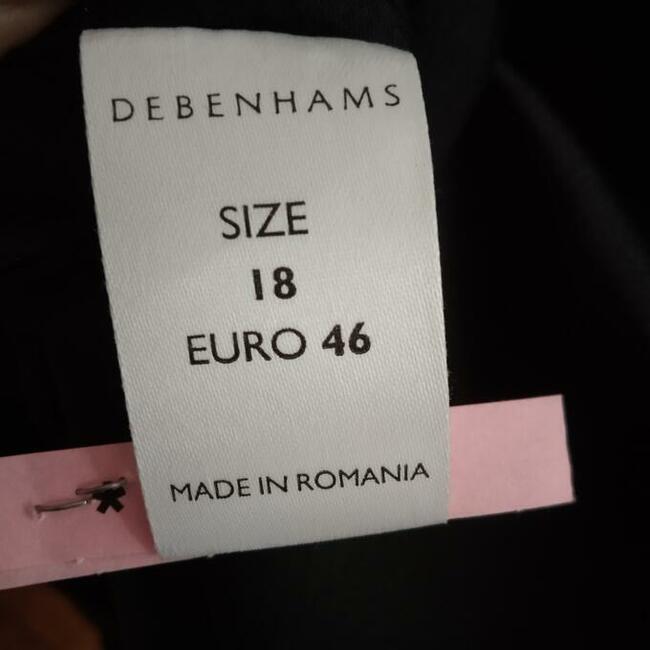 DEBENHAMS
SIZE
18
EURO 46
MADE IN ROMANIA
*